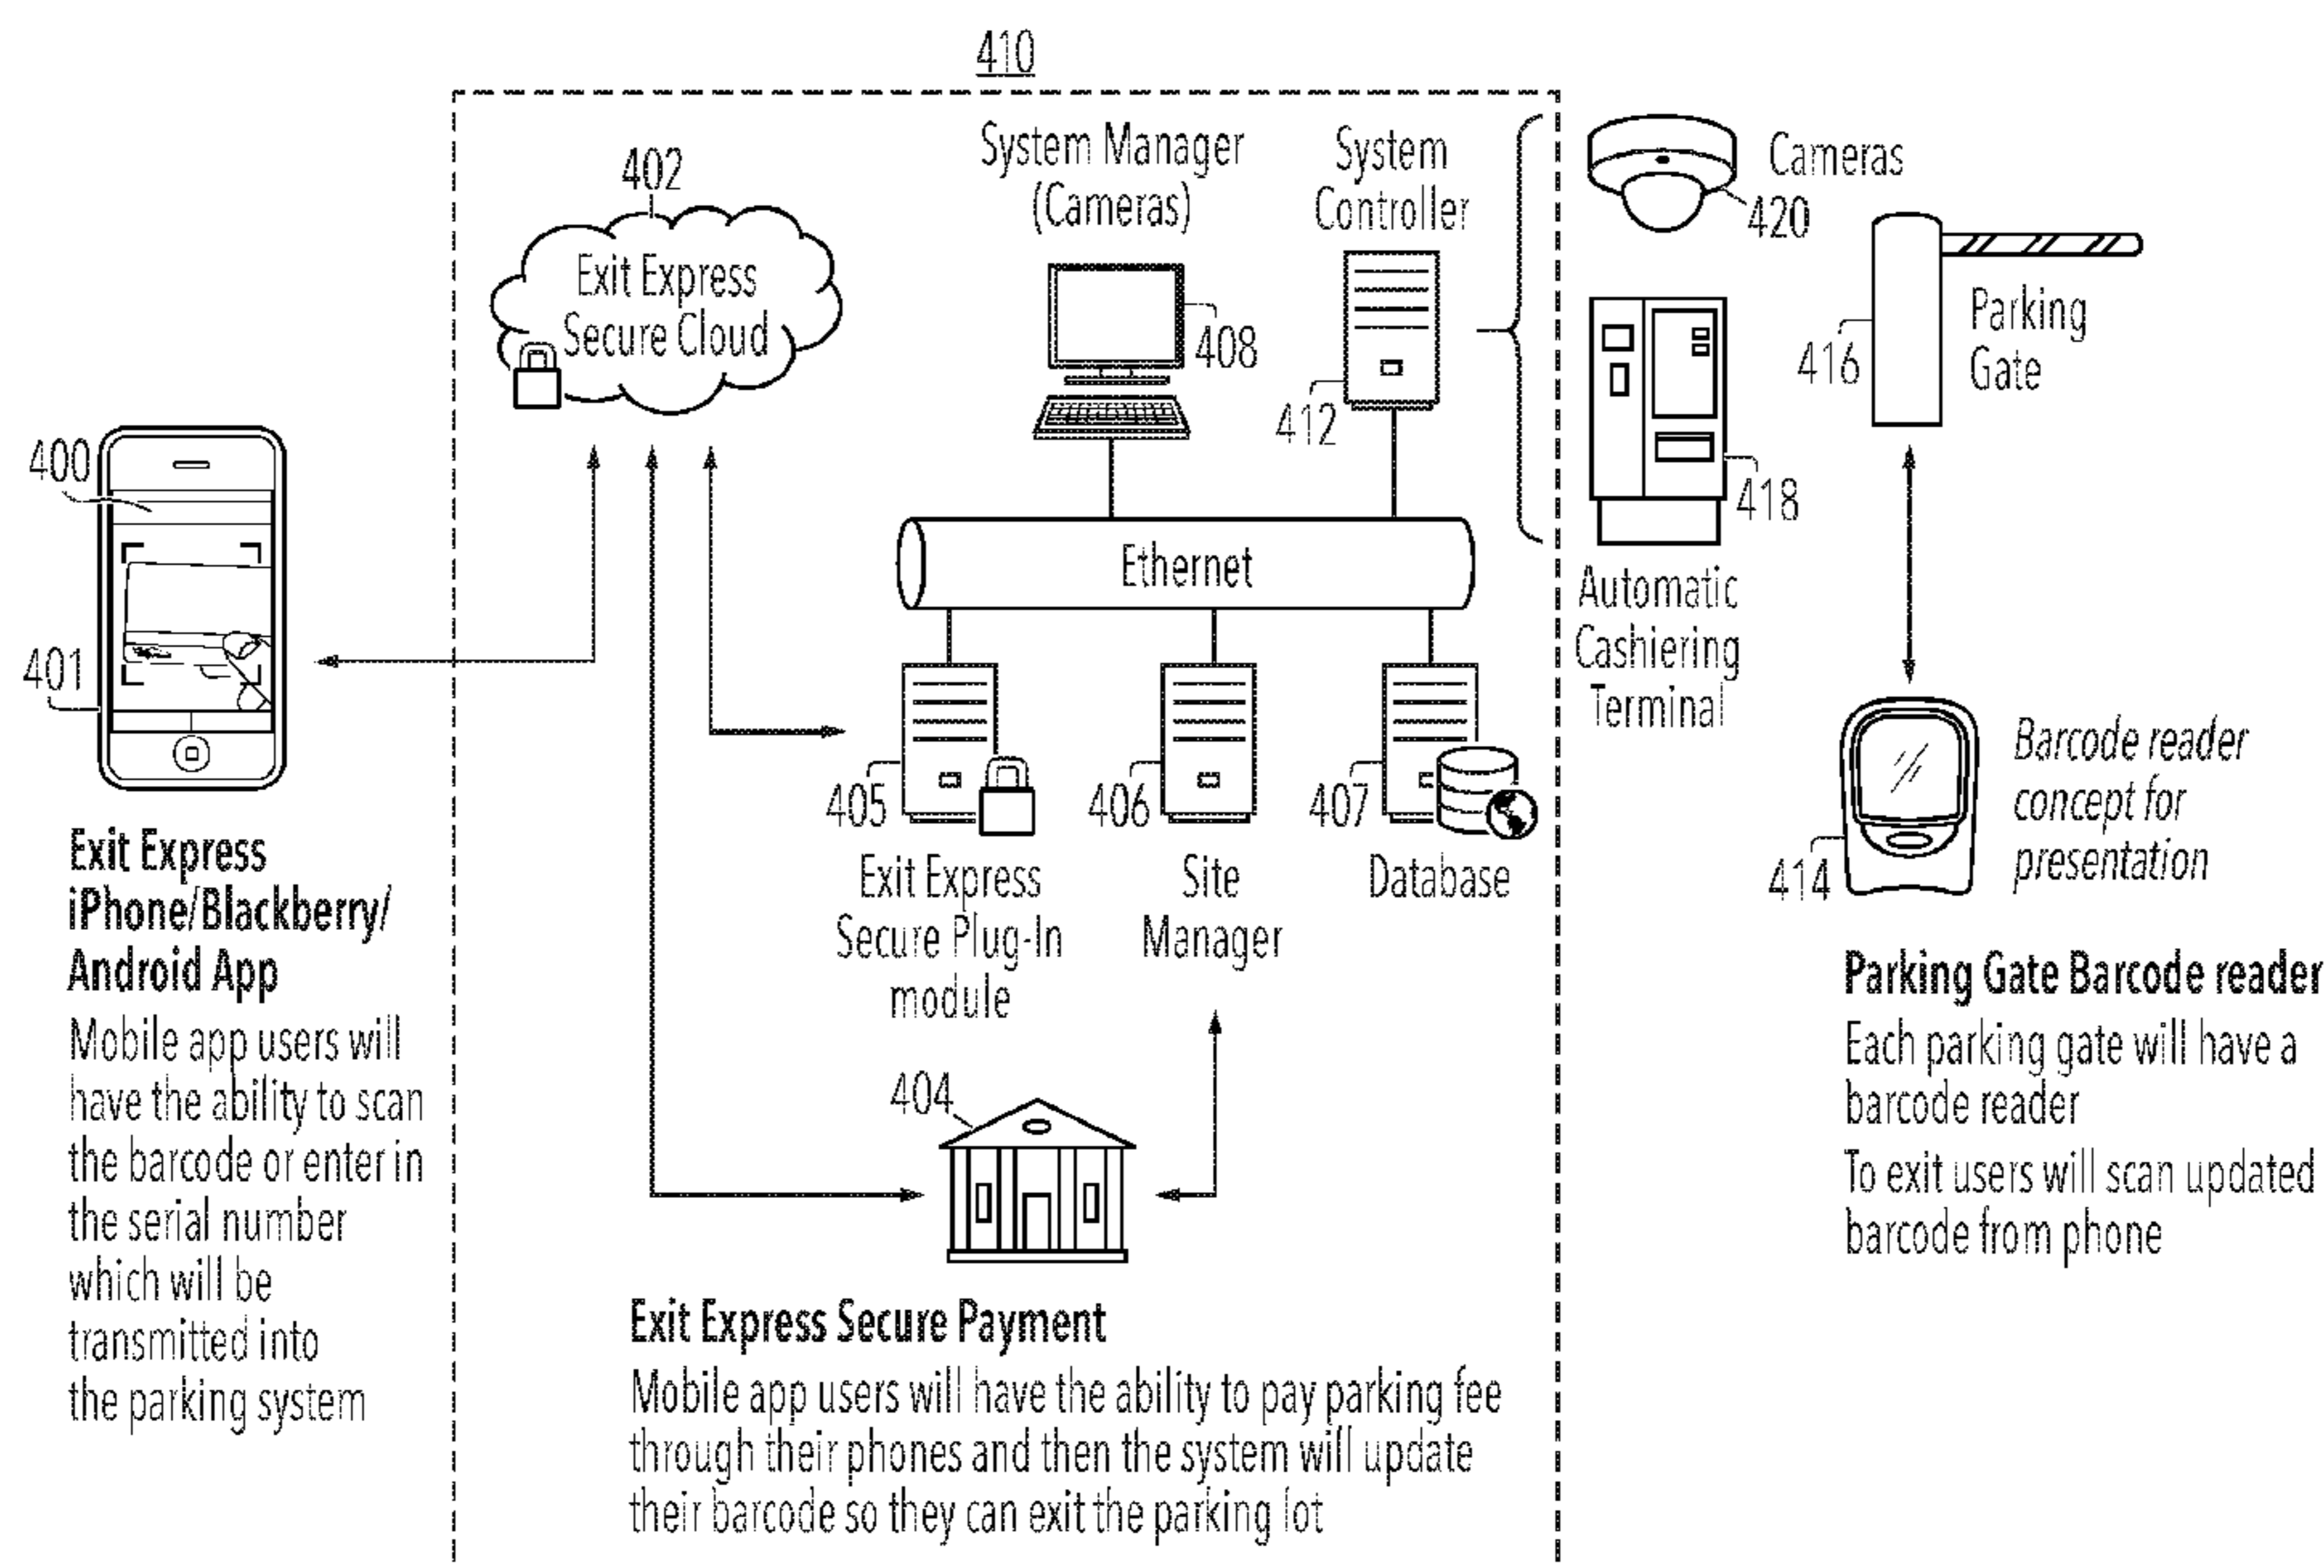 410
402
Exit Express
Secure Cloud
System Manager
(Cameras)
408
System
Controller
412
Cameras
420
416
Parking
Gate
418
Automatic
Cashiering
Terminal
400
401
Ethernet
405
406
407
Exit Express
Secure Plug-In
module
Site
Manager
Database
414
Barcode reader
concept for
presentation
Exit Express
iPhone/Blackberry/
Android App
Mobile app users will
have the ability to scan
the barcode or enter in
the serial number
which will be
transmitted into
the parking system
404
Exit Express Secure Payment
Mobile app users will have the ability to pay parking fee
through their phones and then the system will update
their barcode so they can exit the parking lot
Parking Gate Barcode reader
Each parking gate will have a
barcode reader
To exit users will scan updated
barcode from phone